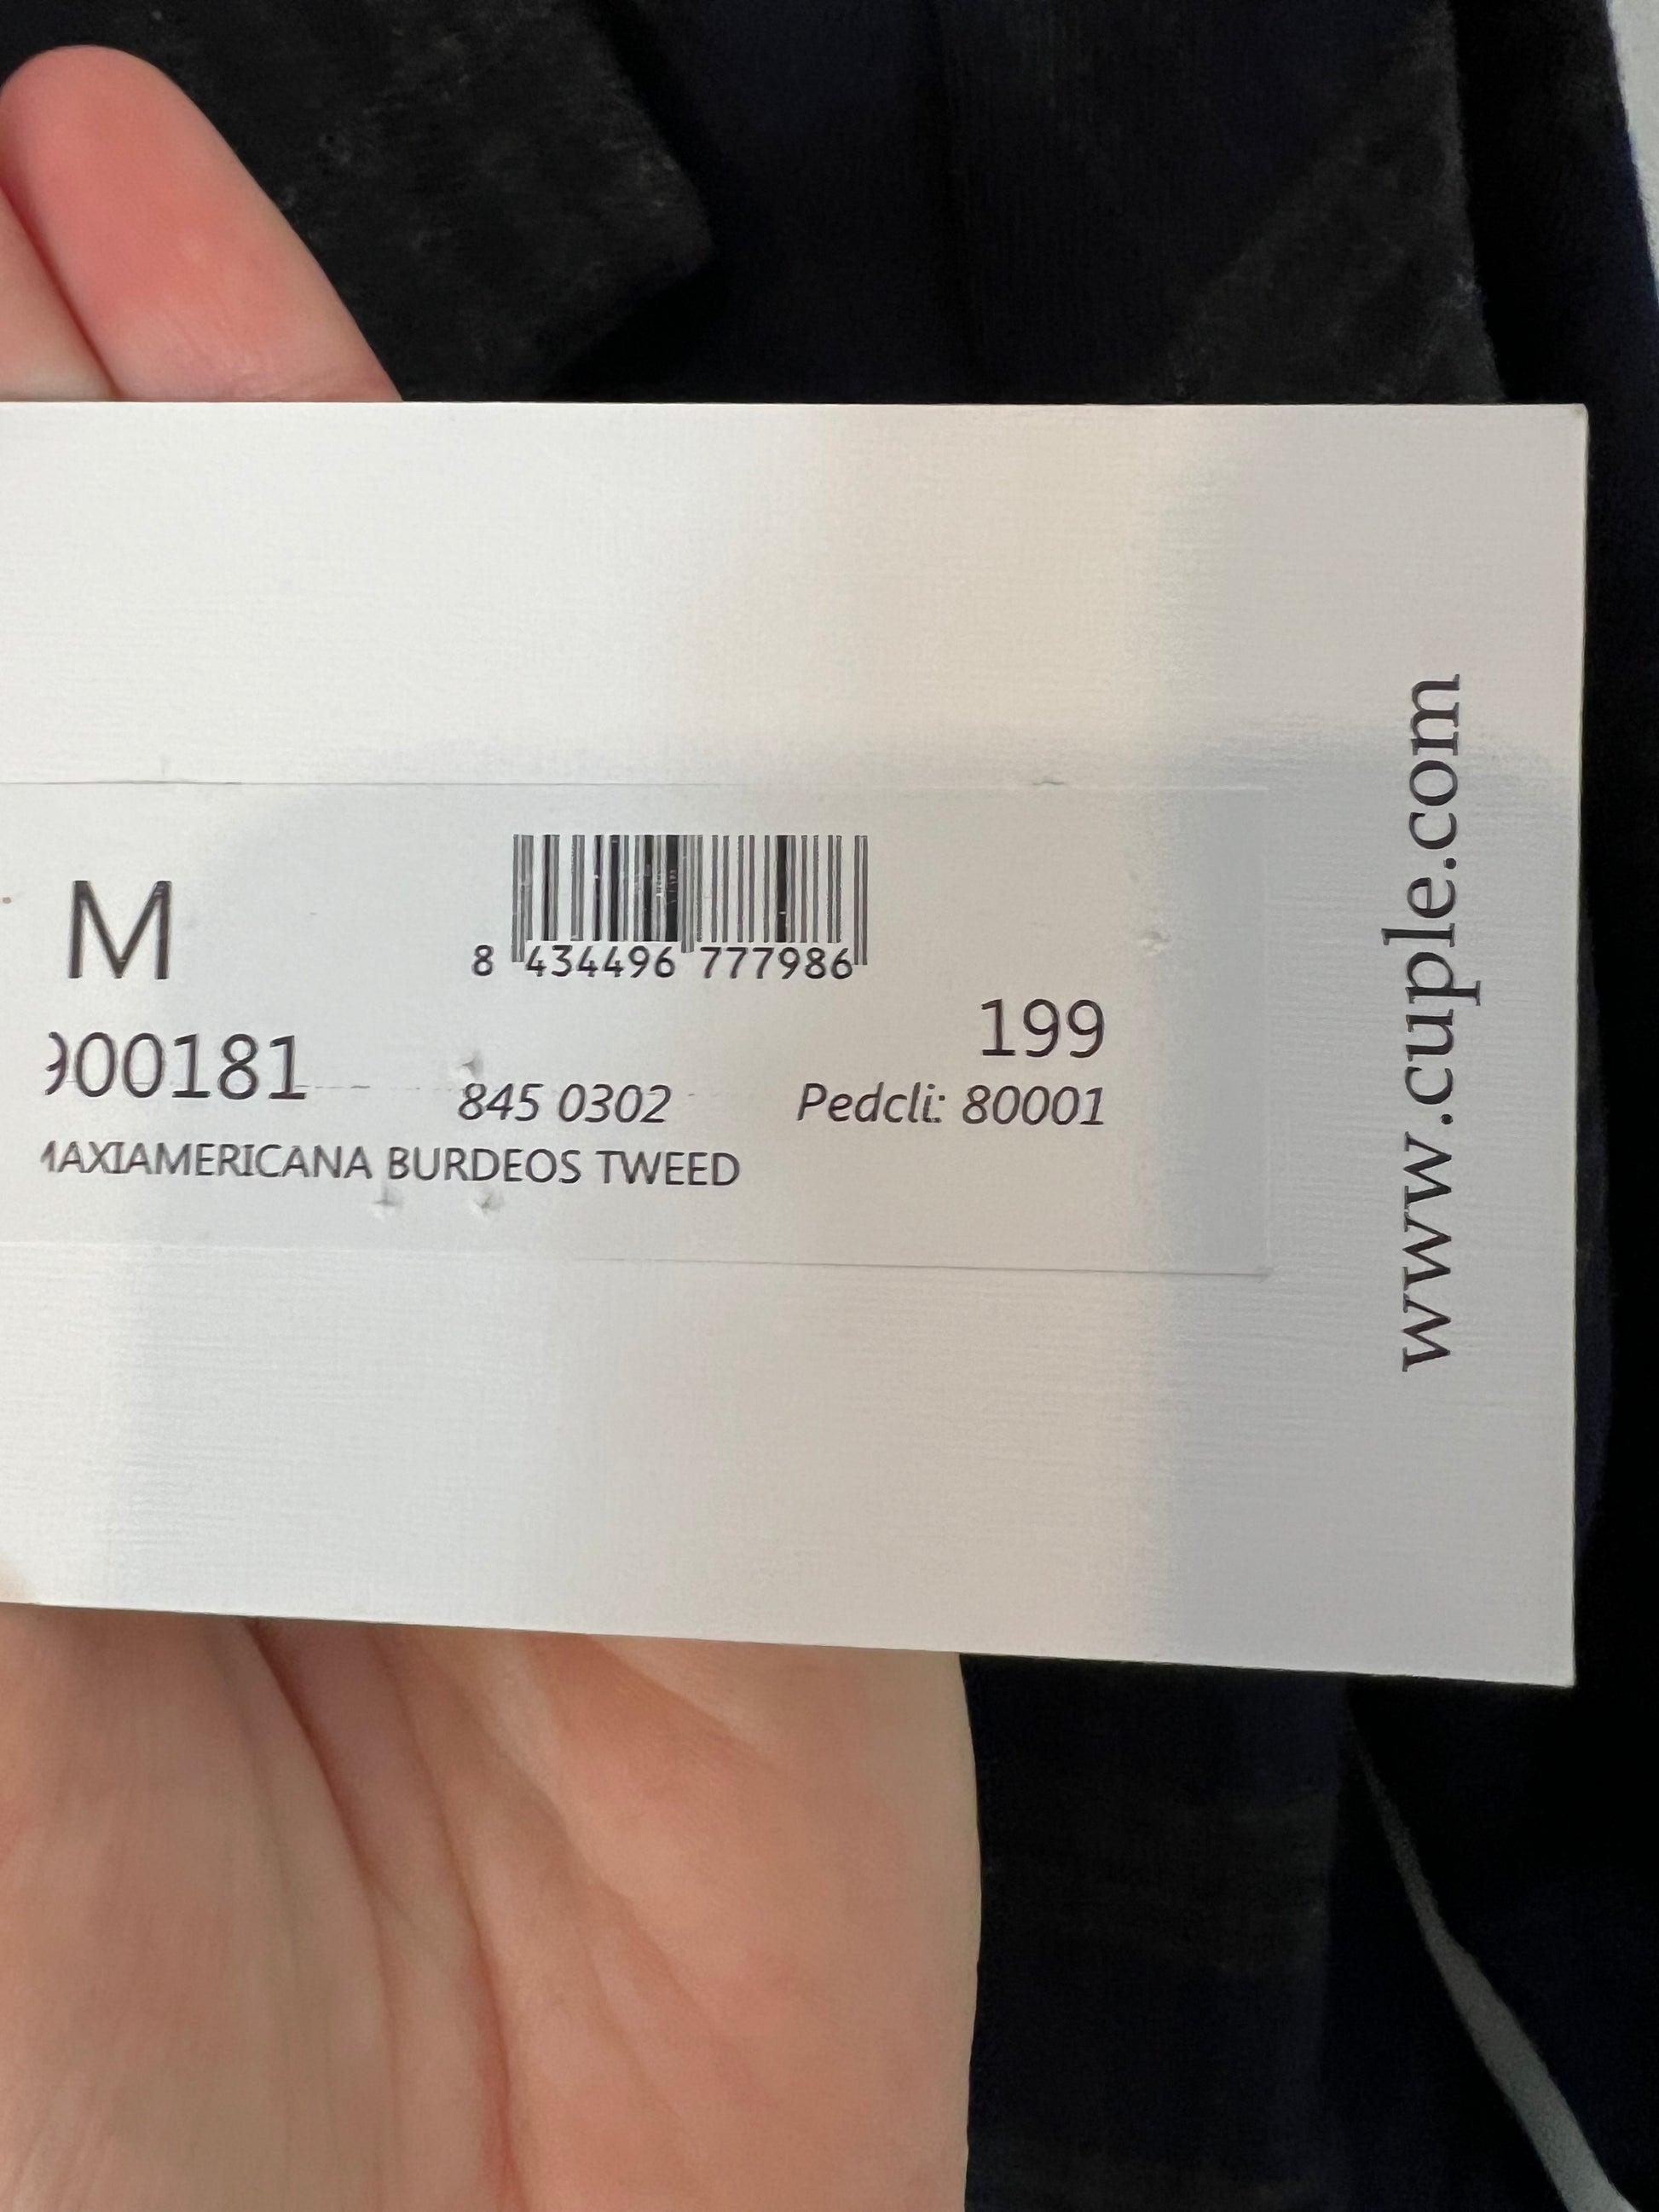 M
8 434496 777986
199
900181
845 0302
Pedcli: 80001
MAXIAMERICANA BURDEOS TWEED
www.cuple.com